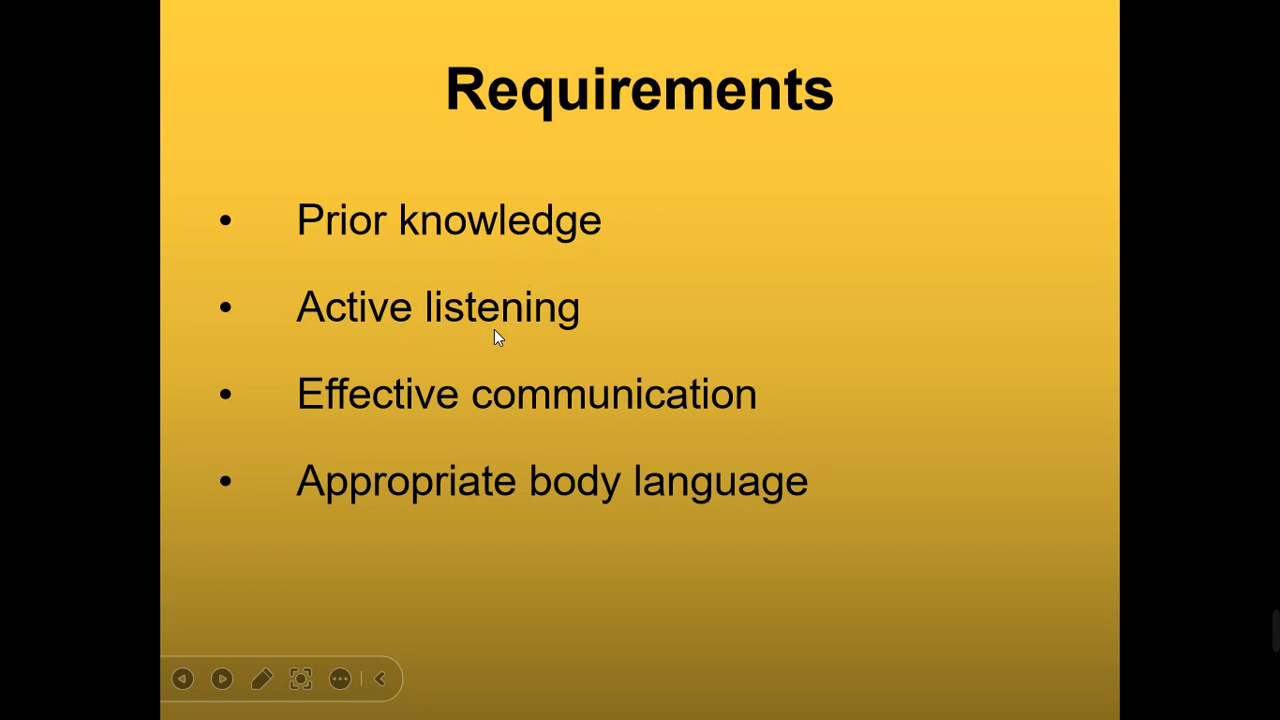 Requirements
• Prior knowledge
• Active listening
• Effective communication
• Appropriate body language